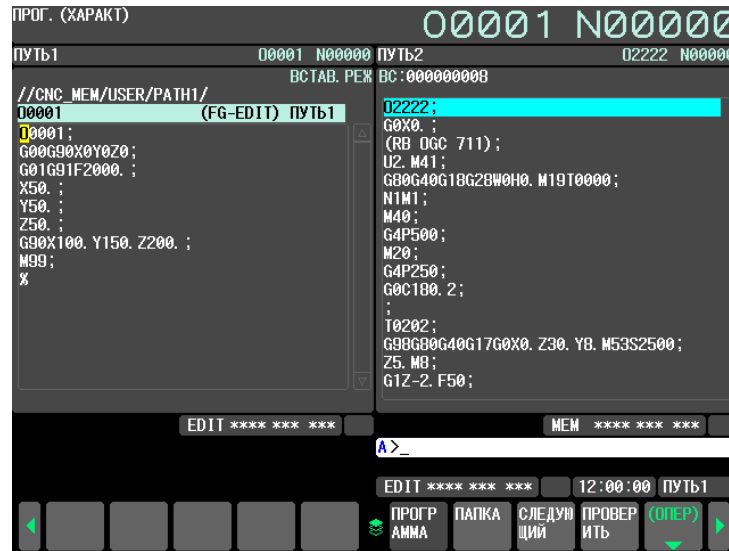 ПРОГ. (ХАРАКТ)
O0001 N00000
ПУТЬ1 O0001 N00000
ВСТАВ. РЕЖ
//CNC_MEM/USER/PATH1/
O0001 (FG-EDIT) ПУТЬ1
O0001;
G00G90X0Y0Z0;
G01G91F2000.;
X50.;
Y50.;
Z50.;
G90X100.Y150.Z200.;
M99;
%
EDIT **** *** ***
ПУТЬ2 O2222 N0000
BC:000000008
O2222;
G0X0.;
(RB OGC 711);
U2.M41;
G80G40G18G28W0H0.M19T0000;
N1M1;
M40;
G4P500;
M20;
G4P250;
G0C180.2;
;
T0202;
G98G80G40G17G0X0.Z30.Y8.M53S2500;
Z5.M8;
G1Z-2.F50;
MEM **** *** ***
A>_
EDIT **** *** *** 12:00:00 ПУТЬ1
ПРОГР
АММА
ПАПКА
СЛЕДУЮ
ЩИЙ
ПРОВЕР
ИТЬ
(ОПЕР)